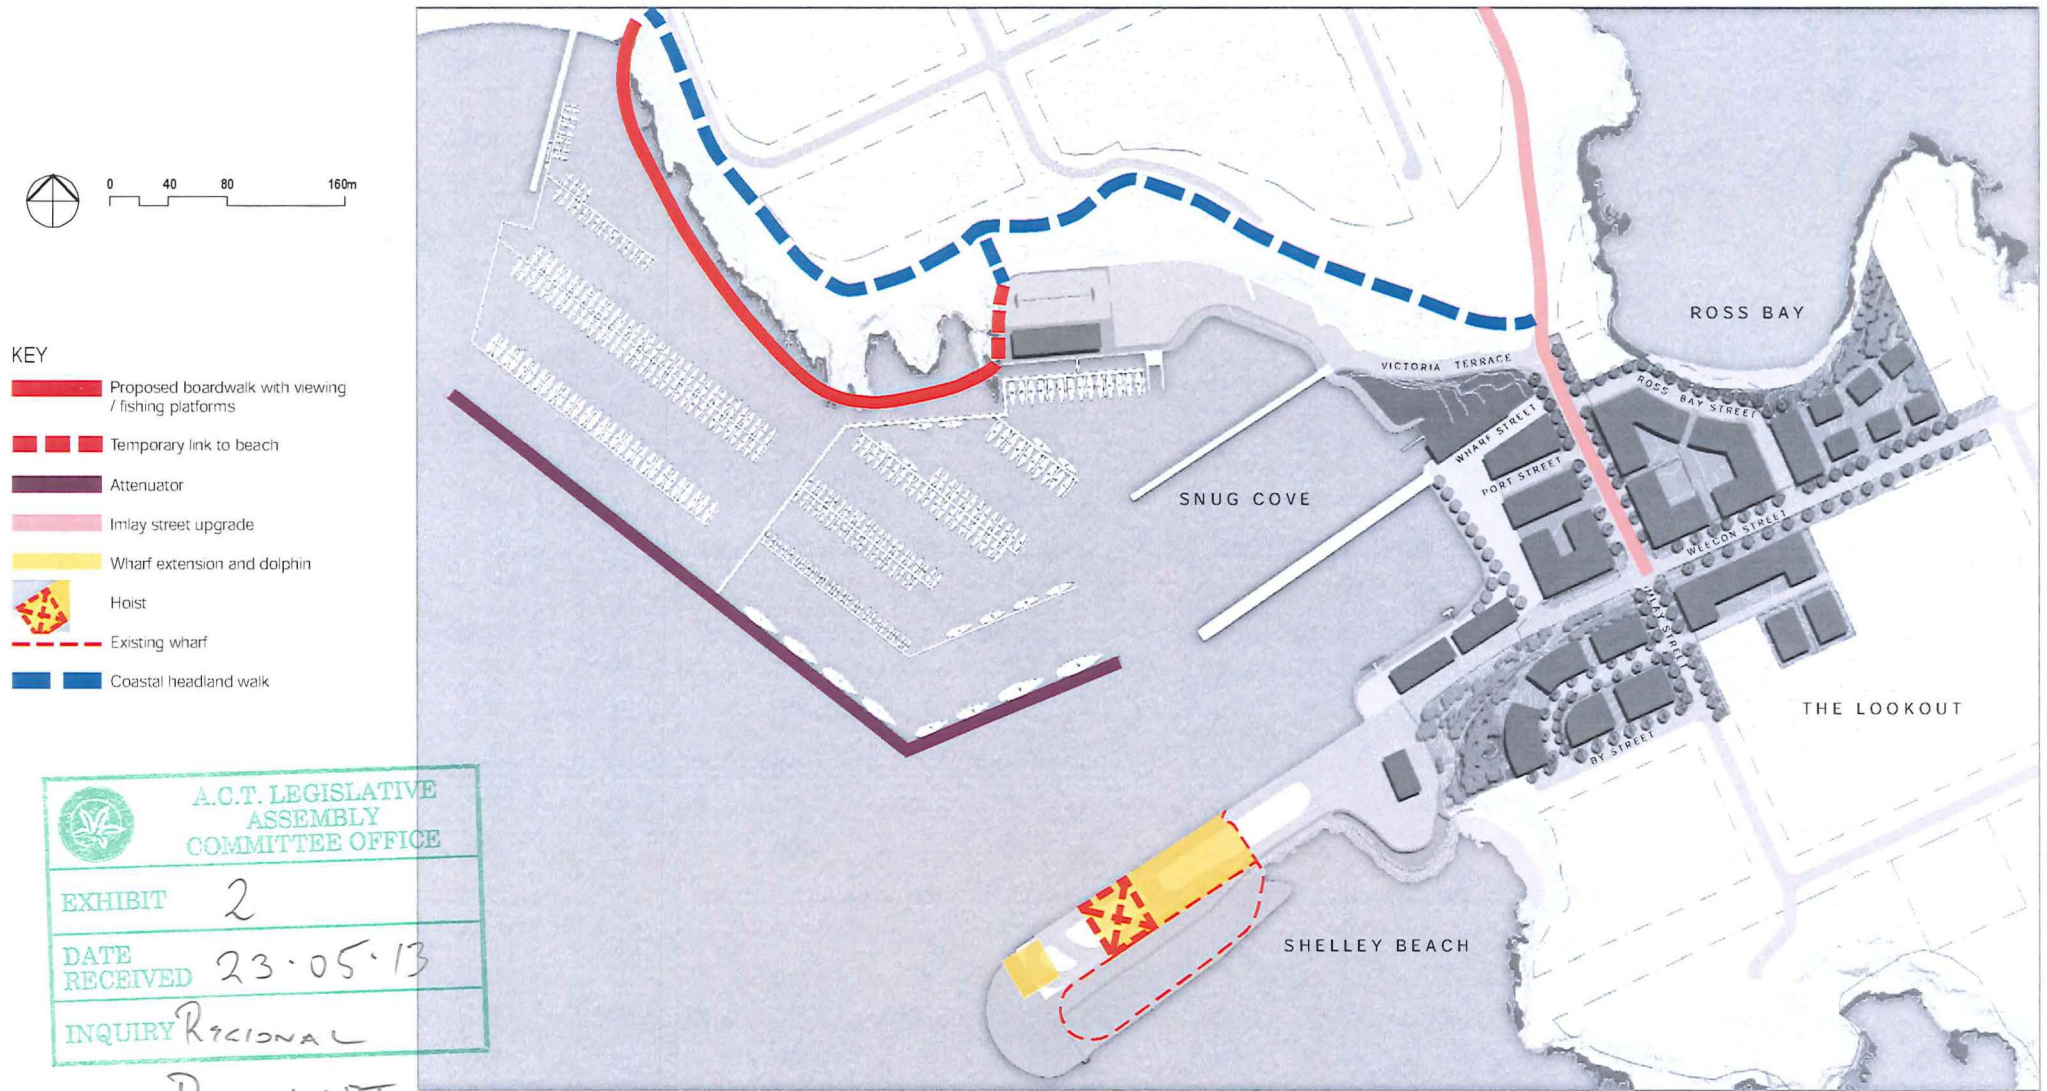 0 40 80 160m
KEY
Proposed boardwalk with viewing
/ fishing platforms
Temporary link to beach
Attenuator
Imlay street upgrade
Wharf extension and dolphin
Hoist
Existing wharf
Coastal headland walk
ROSS BAY
VICTORIA TERRACE
ROSS BAY STREET
WHARF STREET
PORT STREET
SNUG COVE
WEECON STREET
IMLAY STREET
THE LOOKOUT
BY STREET
SHELLEY BEACH
A.C.T. LEGISLATIVE
ASSEMBLY
COMMITTEE OFFICE
EXHIBIT 2
DATE
RECEIVED 23.05.13
INQUIRY REGIONAL